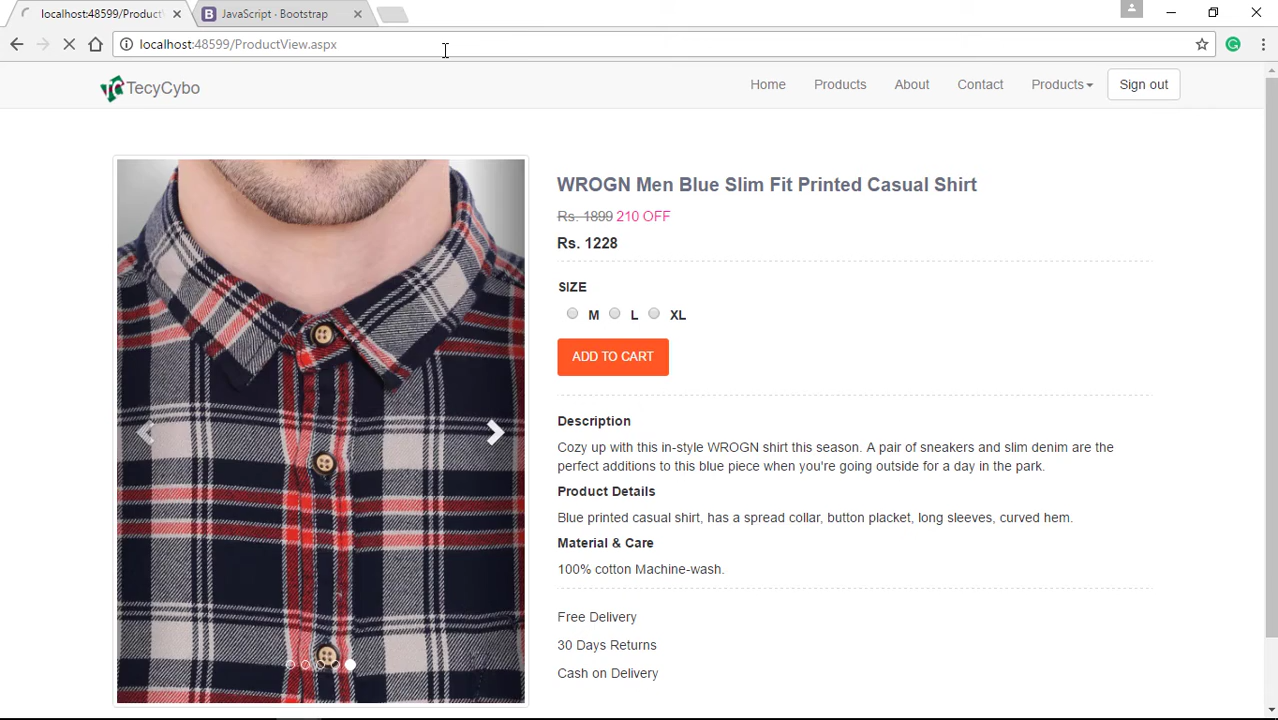 localhost:48599/Product
JavaScript · Bootstrap
localhost:48599/ProductView.aspx
TecyCybo
Home
Products
About
Contact
Products
Sign out
WROGN Men Blue Slim Fit Printed Casual Shirt
Rs. 1899 210 OFF
Rs. 1228
SIZE
M L XL
ADD TO CART
Description
Cozy up with this in-style WROGN shirt this season. A pair of sneakers and slim denim are the
perfect additions to this blue piece when you're going outside for a day in the park.
Product Details
Blue printed casual shirt, has a spread collar, button placket, long sleeves, curved hem.
Material & Care
100% cotton Machine-wash.
Free Delivery
30 Days Returns
Cash on Delivery